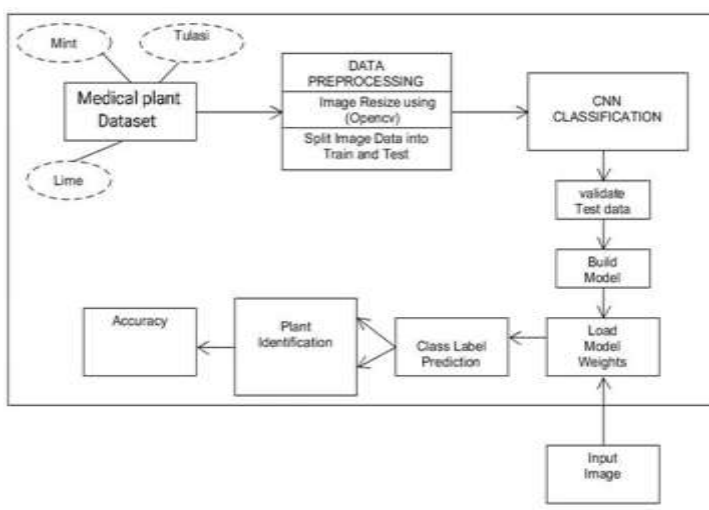 Mint
Tulasi
Medical plant
Dataset
Lime
DATA
PREPROCESSING
Image Resize using
(Opencv)
Split Image Data into
Train and Test
CNN
CLASSIFICATION
validate
Test data
Build
Model
Load
Model
Weights
Class Label
Prediction
Plant
Identification
Accuracy
Input
Image